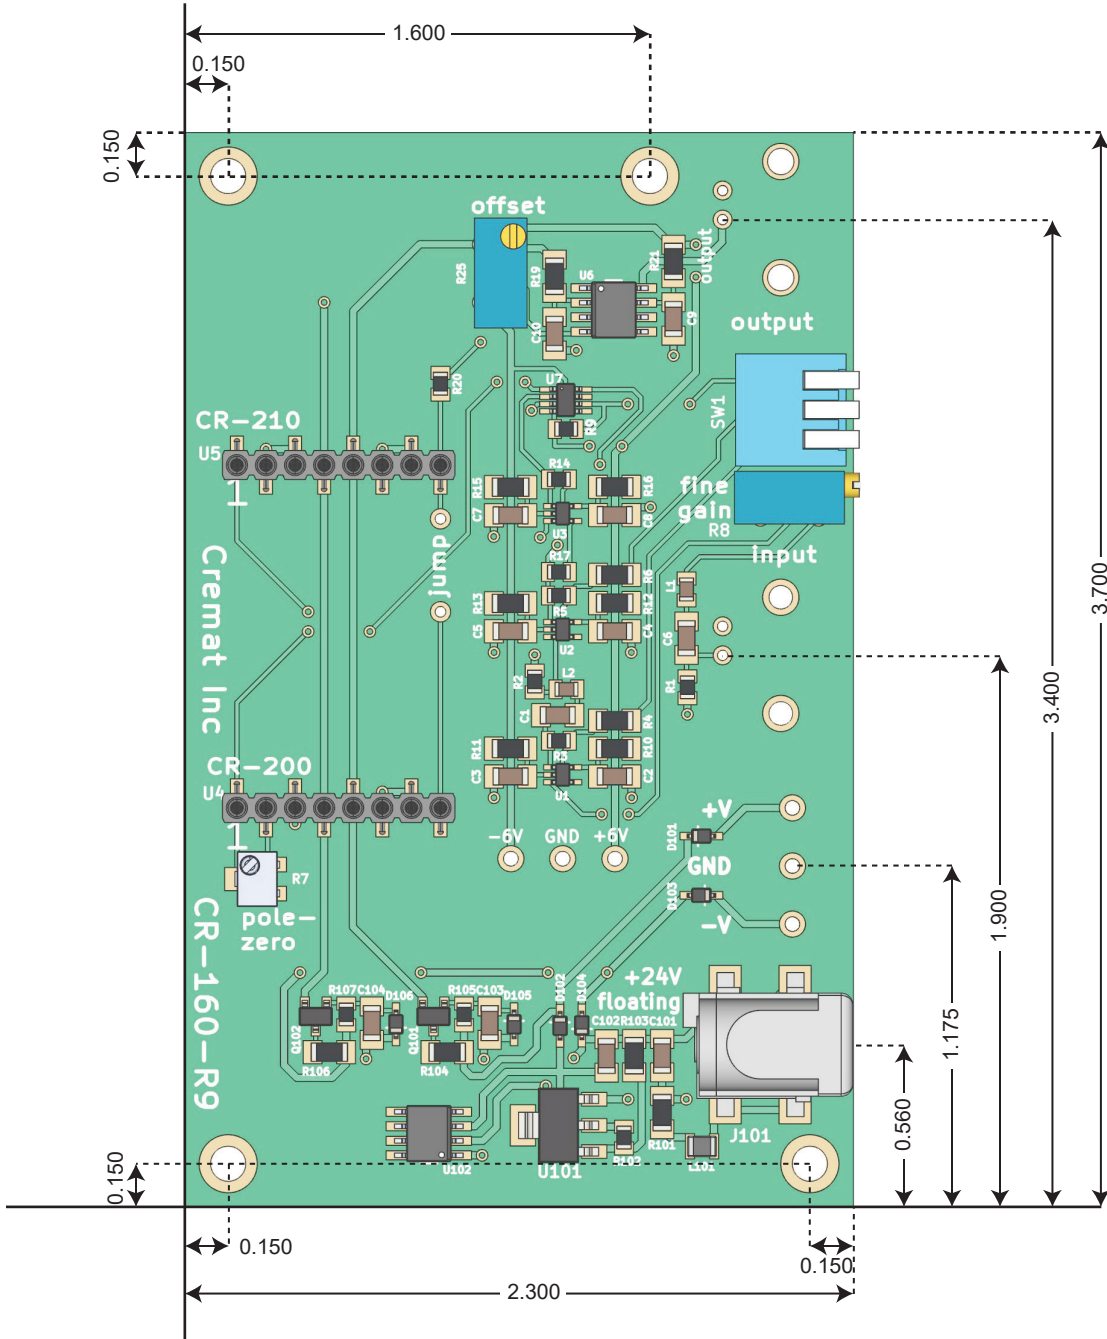 1.600
0.150
0.150
offset
R25
R19
U6
R21
output
C10
C9
output
R20
U7
R9
SW1
CR-210
U5
1
R14
R15
R16
fine
gain
R8
C7
U3
C8
input
jump
R17
R6
L1
R5
R13
R12
C5
U2
C4
C6
Cremat Inc
R2
L2
R1
C1
R4
R3
R11
R10
C3
U1
C2
CR-200
U4
1
-6V
GND
+6V
D101
+V
GND
D103
-V
R7
pole-
zero
CR-160-R9
+24V
floating
R107
C104
D106
R105
C103
D105
D102
D104
Q102
Q101
R106
R104
C102
R103
C101
U102
U101
R102
R101
L101
J101
3.700
3.400
1.900
1.175
0.560
0.150
0.150
0.150
2.300